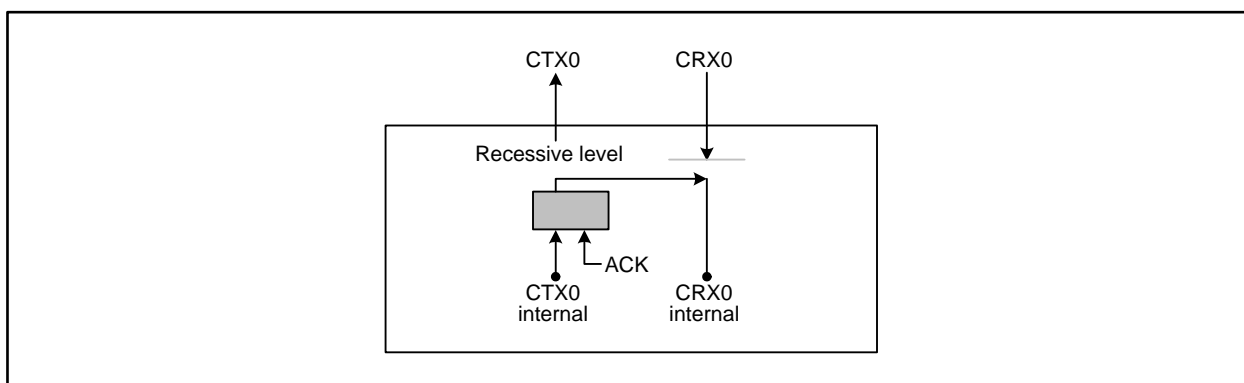 CTX0 CRX0
Recessive level
ACK
CTX0 CRX0
internal internal